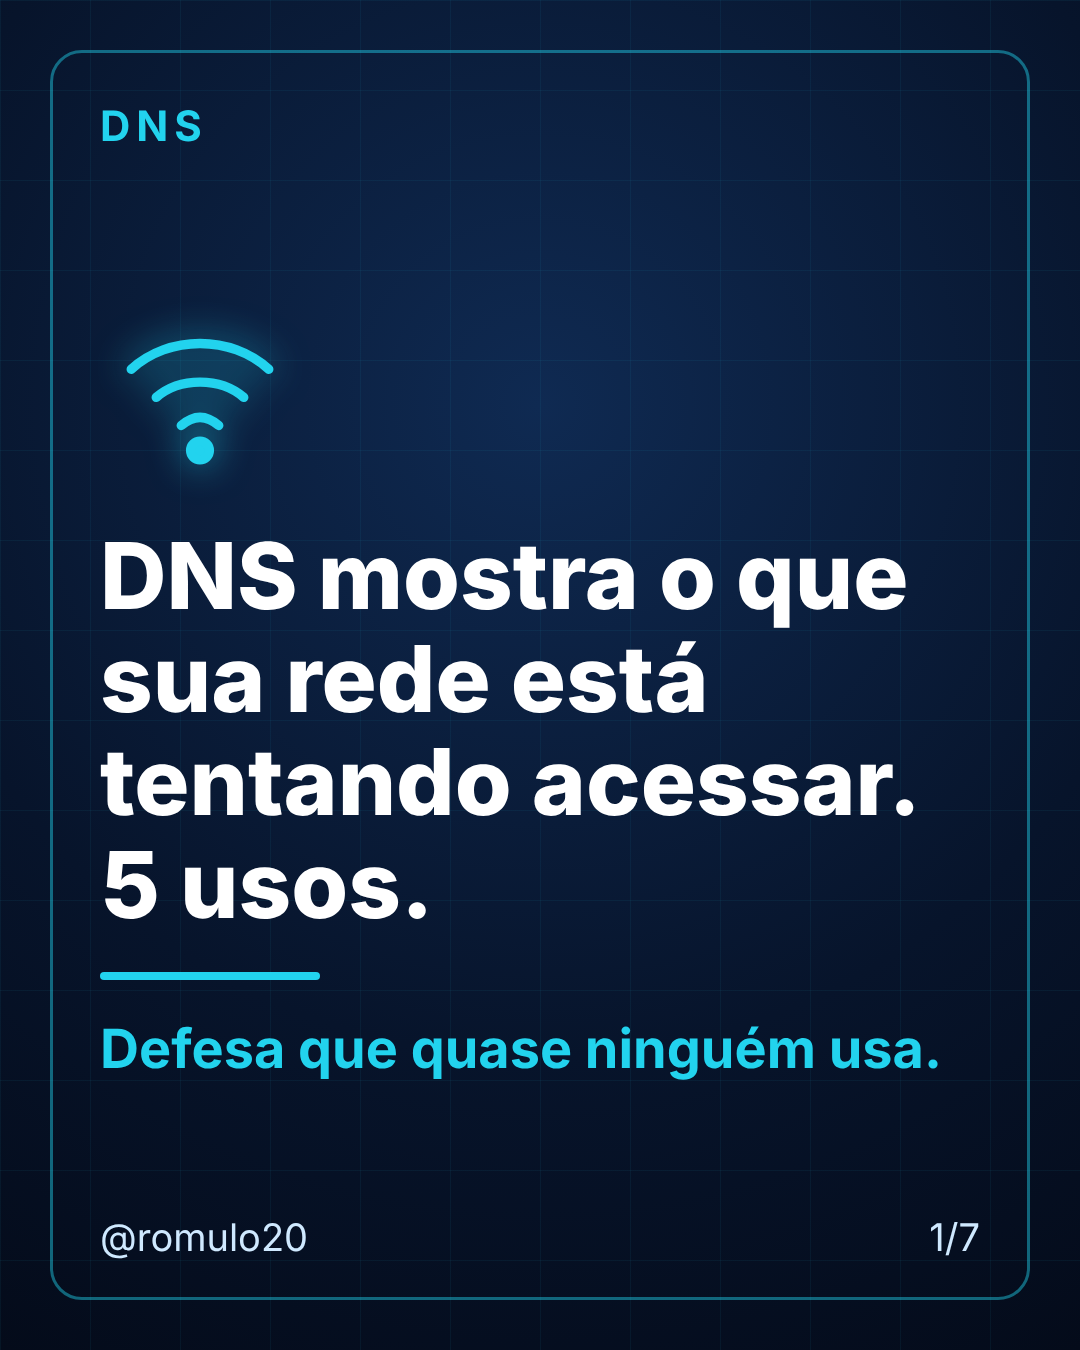 DNS
DNS mostra o que
sua rede está
tentando acessar.
5 usos.
Defesa que quase ninguém usa.
@romulo20
1/7